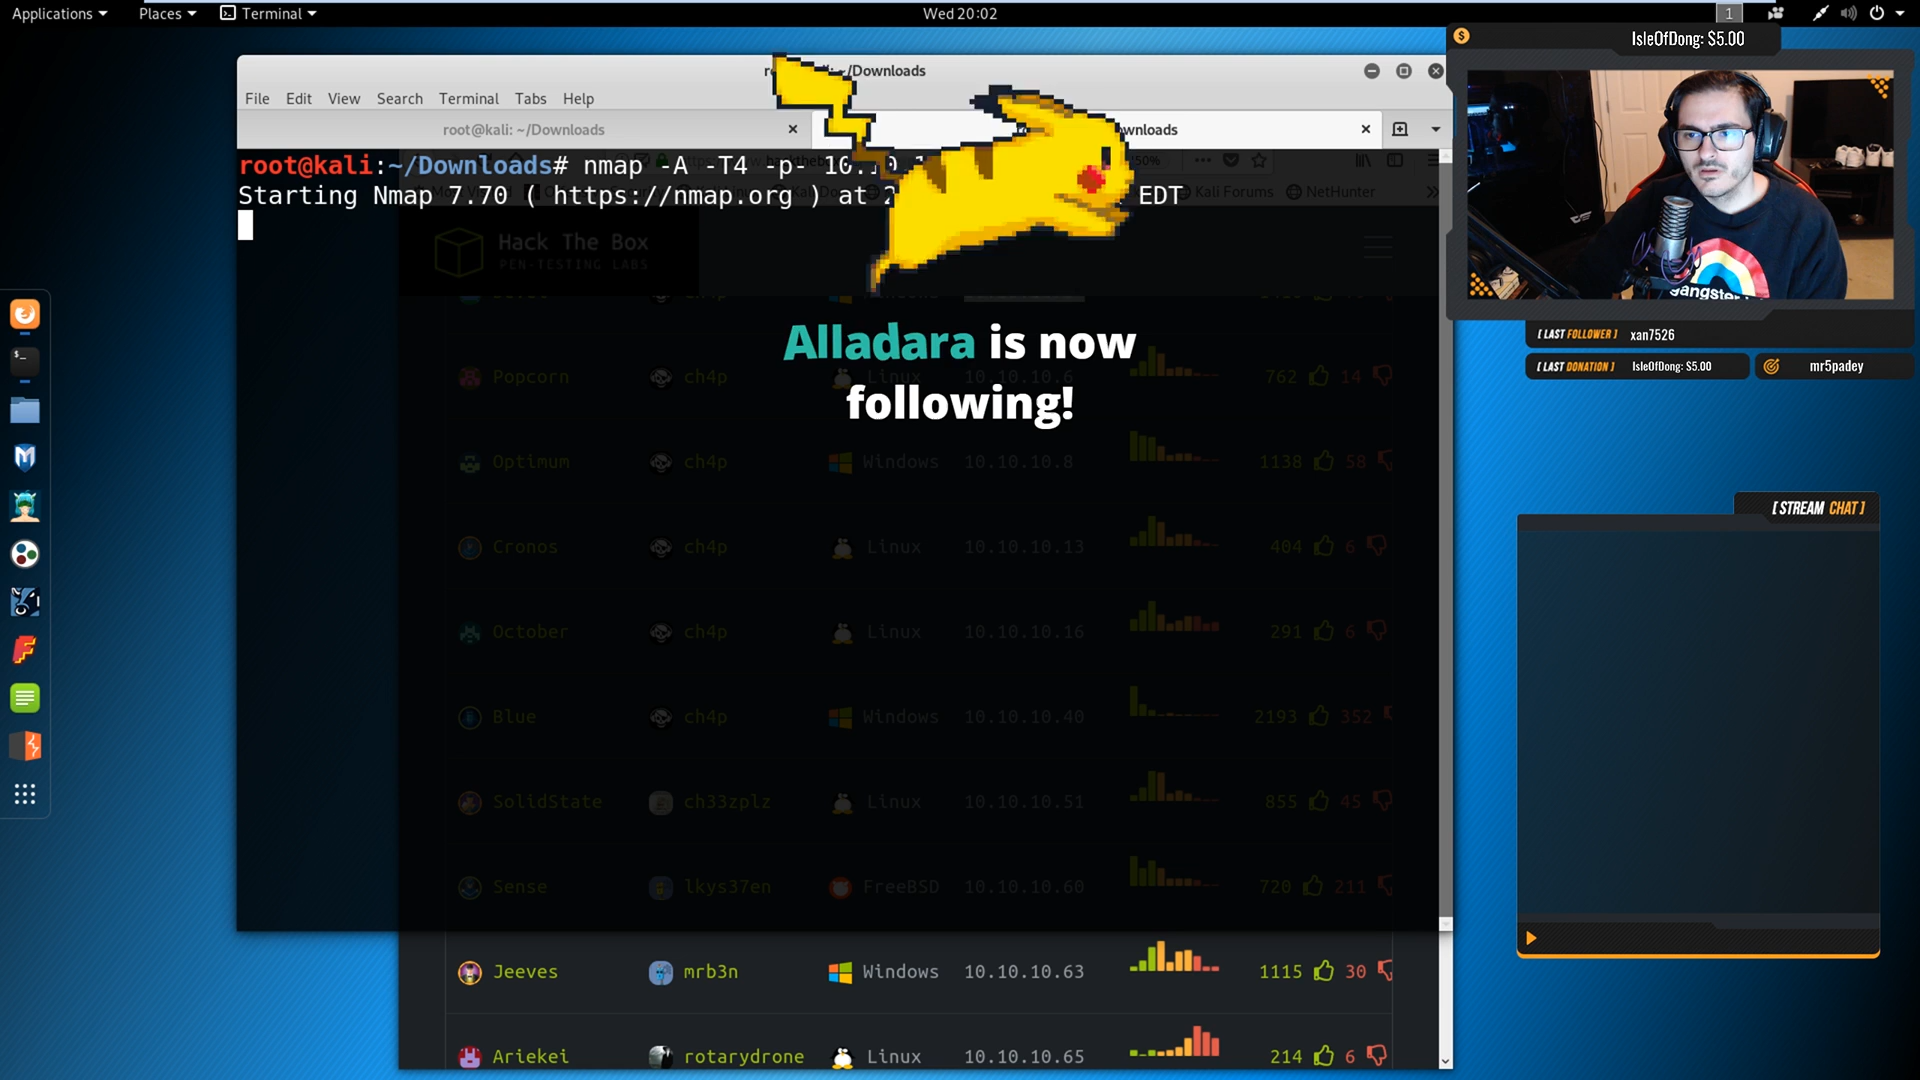 Applications
Places
Terminal
Wed 20:02
1
IsleOfDong: $5.00
/Downloads
File Edit View Search Terminal Tabs Help
root@kali: ~/Downloads
wnloads
root@kali:~/Downloads# nmap -A -T4 -p- 10.
Starting Nmap 7.70 ( https://nmap.org ) at 2 EDT
Kali Forums
NetHunter
Hack The Box
PEN-TESTING LABS
Alladara is now
following!
Popcorn ch4p Linux 10.10.10.6 762 14
Optimum ch4p Windows 10.10.10.8 1138 58
Cronos ch4p Linux 10.10.10.13 404 6
October ch4p Linux 10.10.10.16 291 6
Blue ch4p Windows 10.10.10.40 2193 352
SolidState ch33zplz Linux 10.10.10.51 855 45
Sense lkys37en FreeBSD 10.10.10.60 720 211
Jeeves mrb3n Windows 10.10.10.63 1115 30
Ariekei rotarydrone Linux 10.10.10.65 214 6
gangster
[ LAST FOLLOWER ] xan7526
[ LAST DONATION ] IsleOfDong: $5.00
mr5padey
[ STREAM CHAT ]